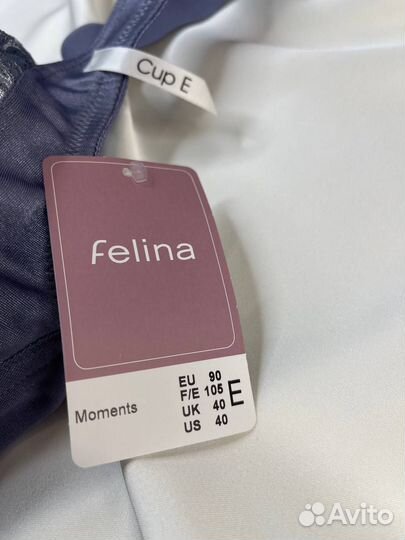 Cup E
Felina
Moments
EU 90
F/E 105
UK 40
US 40
E
Avito